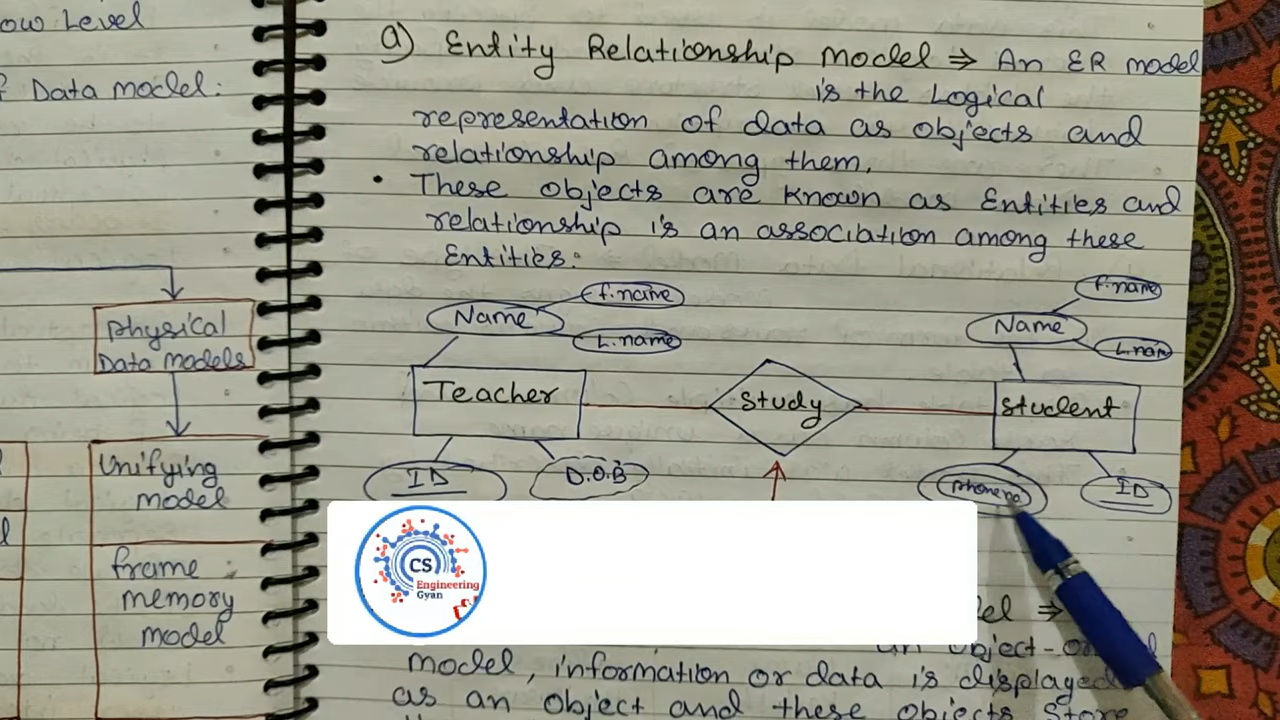 ow Level
Data model:
Physical
Data models
Unifying
model
frame
memory
model
a) Entity Relationship Model ⇒ An ER model
is the Logical
representation of data as objects and
relationship among them.
• These objects are known as Entities and
relationship is an association among these
Entities:
f.name
Name
L.name
Teacher
ID
D.O.B
Study
f.name
Name
L.nam
Student
Phone no
ID
CS
Engineering
Gyan
el ⇒
an object-or
model, information or data is displayed
as an object and these objects store